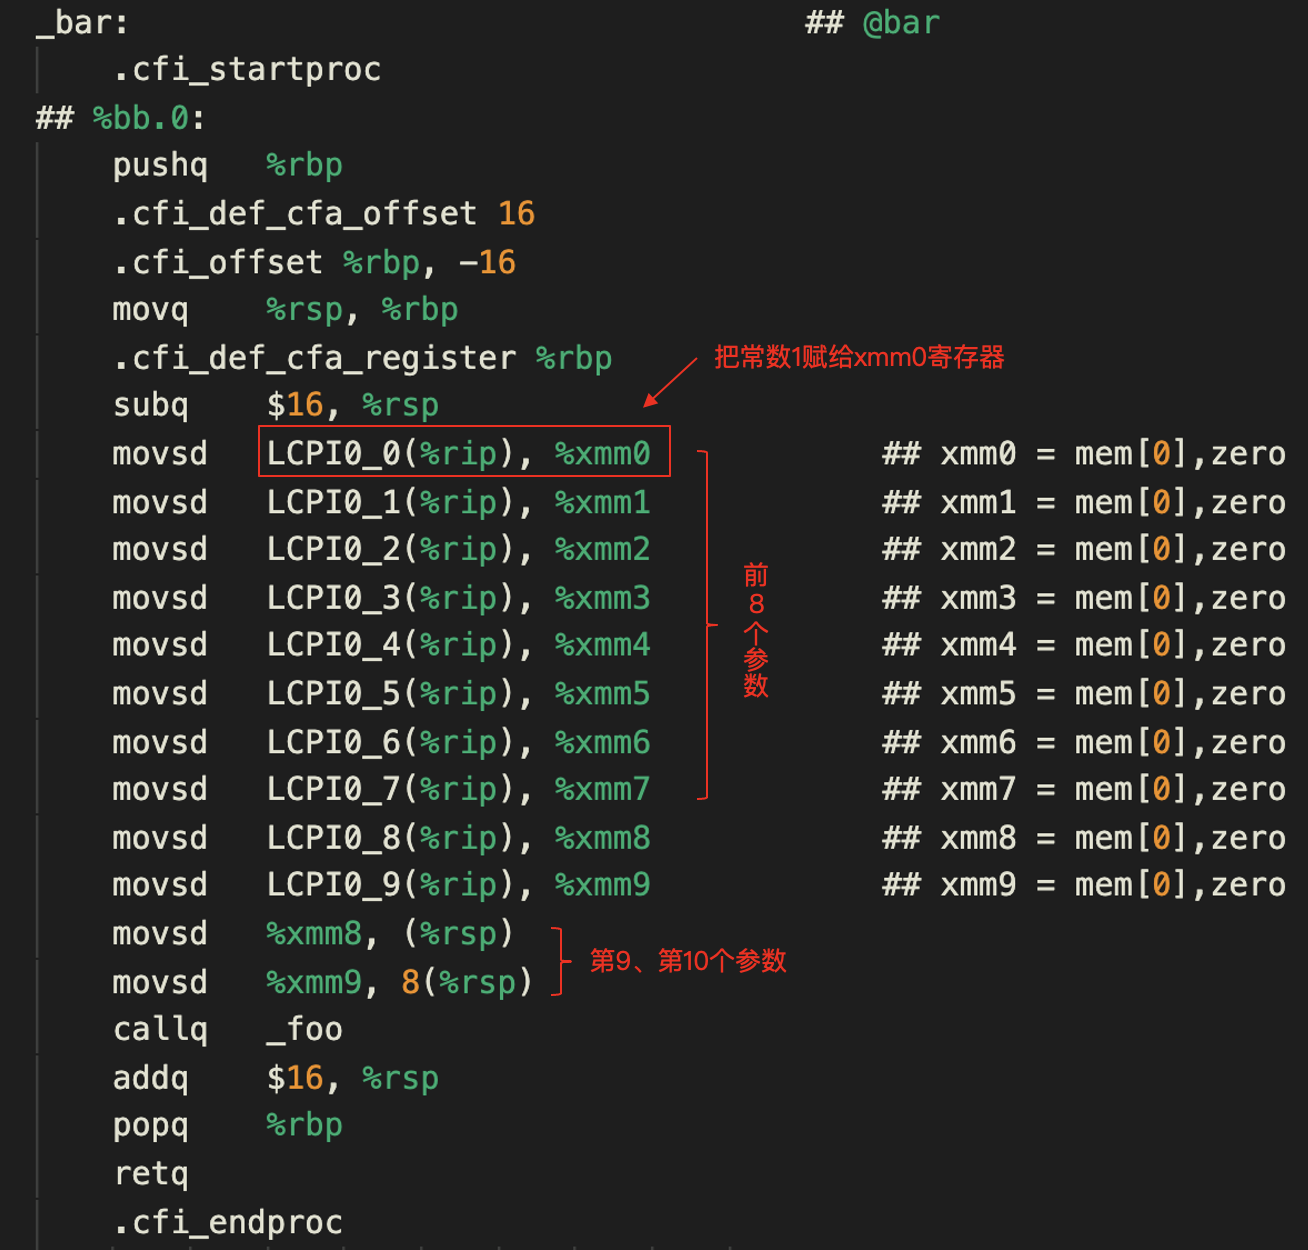 _bar:                                   ## @bar
    .cfi_startproc
## %bb.0:
    pushq   %rbp
    .cfi_def_cfa_offset 16
    .cfi_offset %rbp, -16
    movq    %rsp, %rbp
    .cfi_def_cfa_register %rbp
把常数1赋给xmm0寄存器
    subq    $16, %rsp
    movsd   LCPI0_0(%rip), %xmm0            ## xmm0 = mem[0],zero
    movsd   LCPI0_1(%rip), %xmm1            ## xmm1 = mem[0],zero
    movsd   LCPI0_2(%rip), %xmm2            ## xmm2 = mem[0],zero
    movsd   LCPI0_3(%rip), %xmm3            ## xmm3 = mem[0],zero
    movsd   LCPI0_4(%rip), %xmm4            ## xmm4 = mem[0],zero
    movsd   LCPI0_5(%rip), %xmm5            ## xmm5 = mem[0],zero
    movsd   LCPI0_6(%rip), %xmm6            ## xmm6 = mem[0],zero
    movsd   LCPI0_7(%rip), %xmm7            ## xmm7 = mem[0],zero
前8个参数
    movsd   LCPI0_8(%rip), %xmm8            ## xmm8 = mem[0],zero
    movsd   LCPI0_9(%rip), %xmm9            ## xmm9 = mem[0],zero
    movsd   %xmm8, (%rsp)
    movsd   %xmm9, 8(%rsp)
第9、第10个参数
    callq   _foo
    addq    $16, %rsp
    popq    %rbp
    retq
    .cfi_endproc